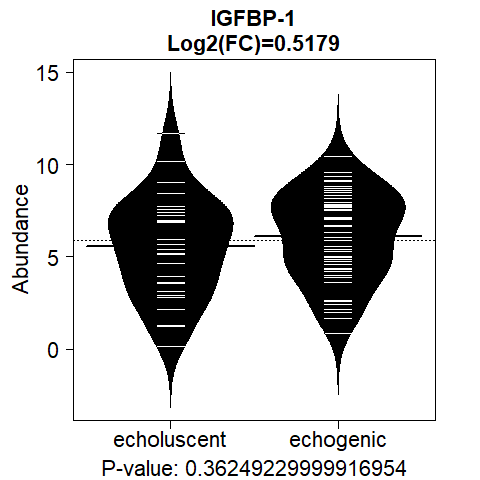 IGFBP-1
Log2(FC)=0.5179
15
10
5
0
Abundance
echoluscent echogenic
P-value: 0.36249229999916954